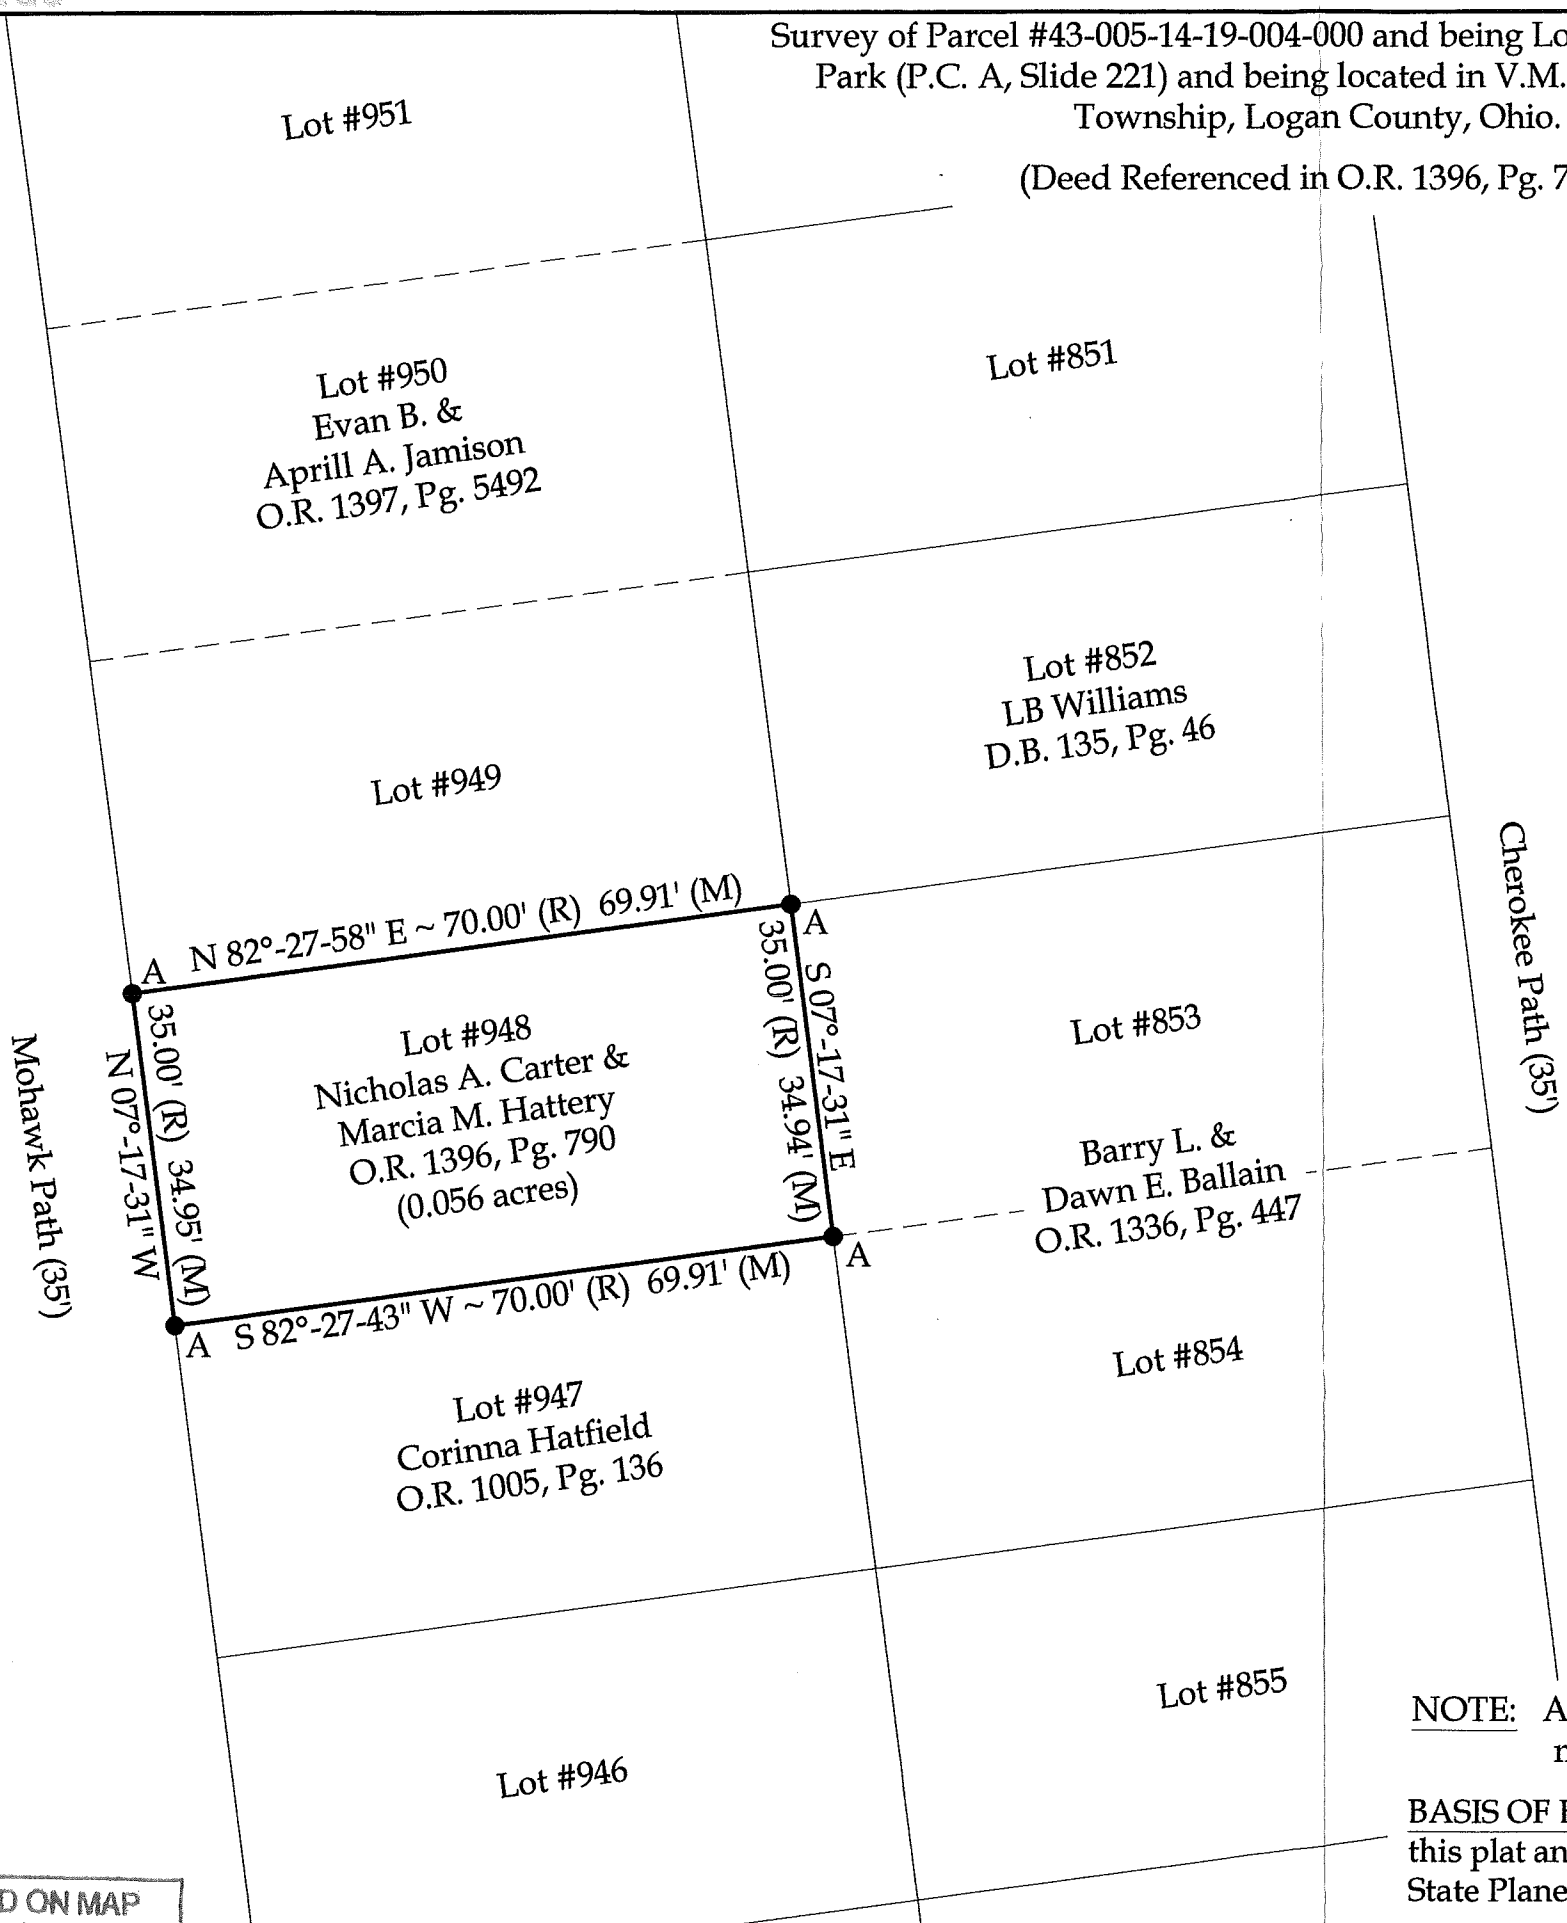 Survey of Parcel #43-005-14-19-004-000 and being Lo
Park (P.C. A, Slide 221) and being located in V.M.
Township, Logan County, Ohio.
(Deed Referenced in O.R. 1396, Pg. 7
Lot #951
Lot #950
Evan B. &
Aprill A. Jamison
O.R. 1397, Pg. 5492
Lot #851
Lot #852
LB Williams
D.B. 135, Pg. 46
Lot #949
N 82°-27-58" E ~ 70.00' (R) 69.91' (M)
A
A
Mohawk Path (35')
N 07°-17-31" W
35.00' (R) 34.95' (M)
Lot #948
Nicholas A. Carter &
Marcia M. Hattery
O.R. 1396, Pg. 790
(0.056 acres)
35.00' (R) 34.94' (M)
S 07°-17-31" E
Lot #853
Cherokee Path (35')
Barry L. &
Dawn E. Ballain
O.R. 1336, Pg. 447
A
A
S 82°-27-43" W ~ 70.00' (R) 69.91' (M)
Lot #854
Lot #947
Corinna Hatfield
O.R. 1005, Pg. 136
Lot #855
Lot #946
NOTE: A
BASIS OF
this plat an
State Plane
D ON MAP